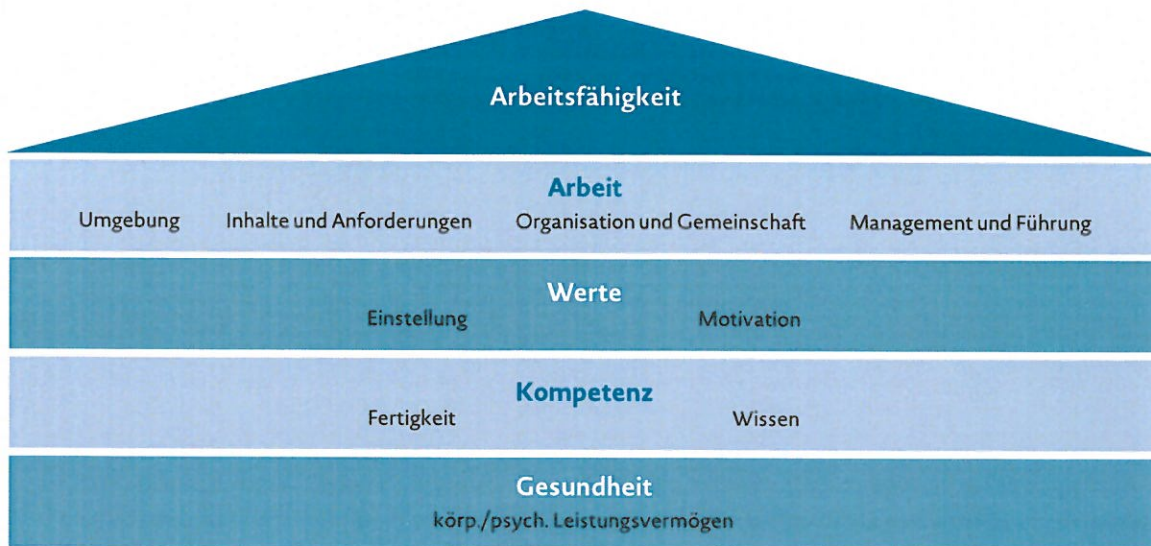 Arbeitsfähigkeit
Arbeit
Umgebung Inhalte und Anforderungen Organisation und Gemeinschaft Management und Führung
Werte
Einstellung Motivation
Kompetenz
Fertigkeit Wissen
Gesundheit
körp./psych. Leistungsvermögen